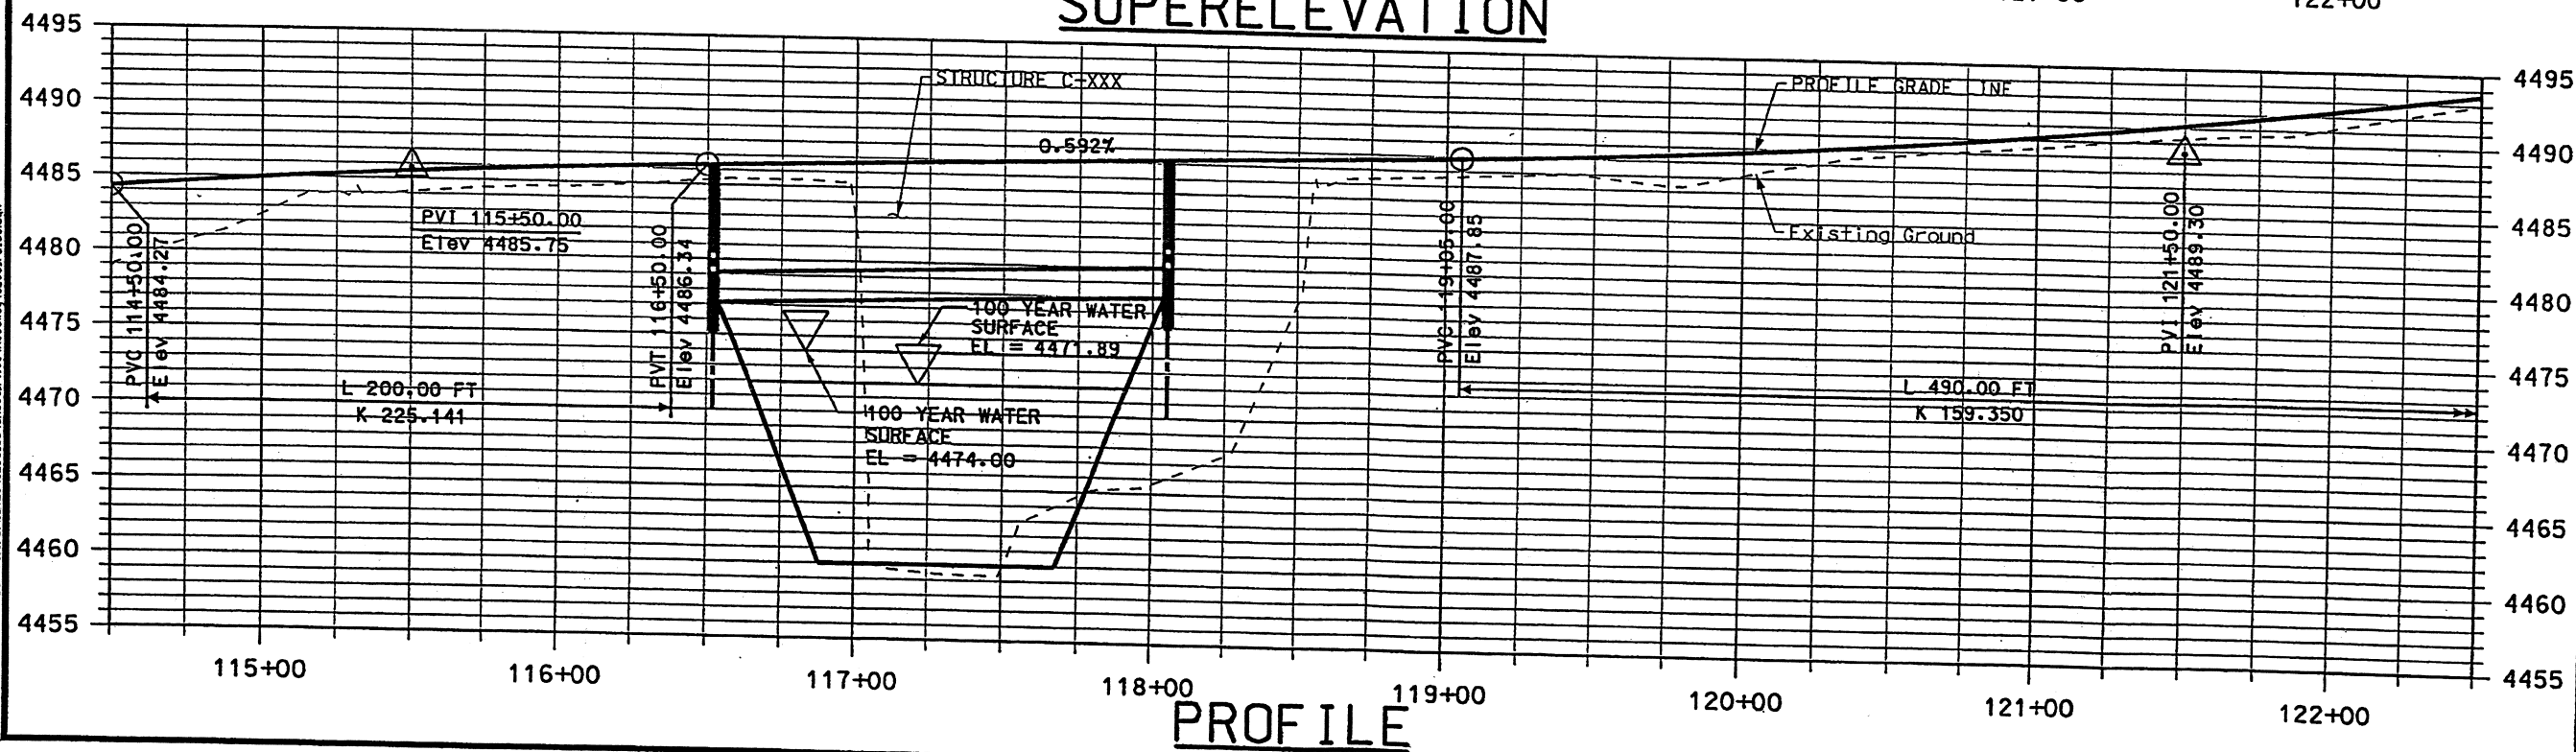 SUPERELEVATION
122+00
4495
4490
4485
4480
4475
4470
4465
4460
4455
4495
4490
4485
4480
4475
4470
4465
4460
4455
STRUCTURE C-XXX
PROFILE GRADE LINE
0.592%
PVI 115+50.00
Elev 4485.75
PVC 114+50.00
Elev 4484.27
PVT 116+50.00
Elev 4486.34
100 YEAR WATER
SURFACE
EL = 4471.89
100 YEAR WATER
SURFACE
EL = 4474.00
L 200.00 FT
K 225.141
PVC 119+05.00
Elev 4487.85
Existing Ground
PVI 121+50.00
Elev 4489.30
L 490.00 FT
K 159.350
115+00
116+00
117+00
118+00
119+00
120+00
121+00
122+00
PROFILE